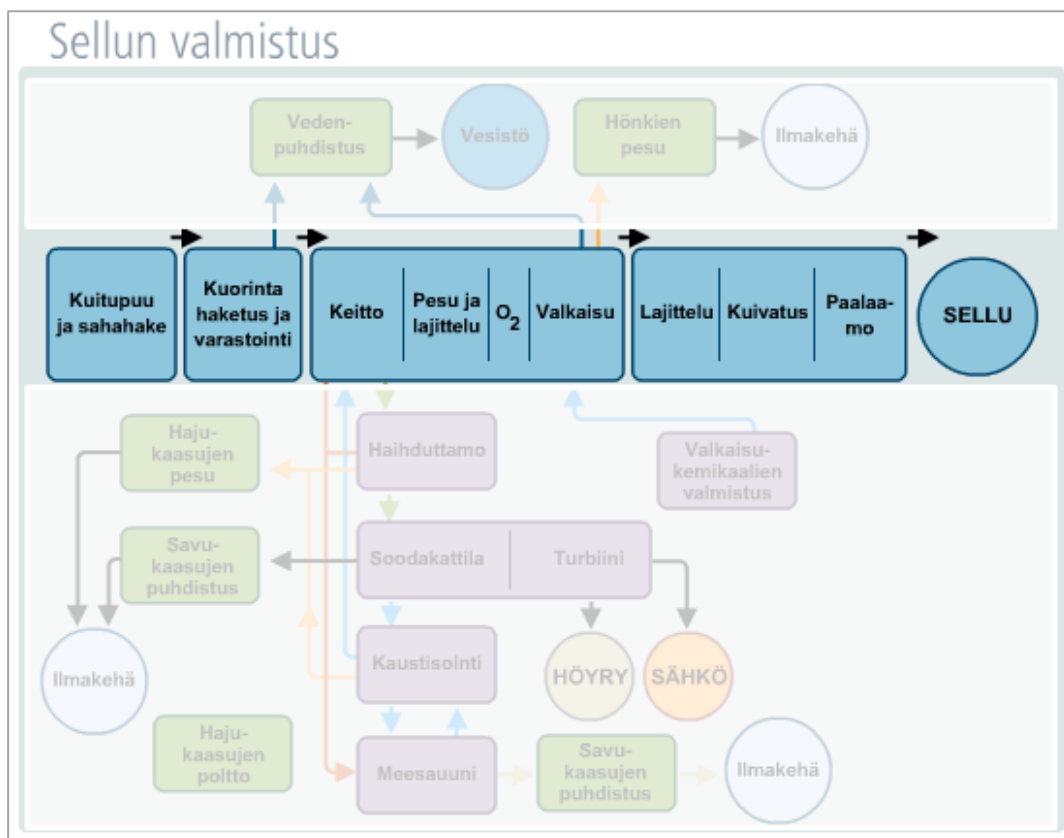 Sellun valmistus
Veden-
puhdistus
Vesistö
Hönkien
pesu
Ilmakehä
Kuitupuu
ja sahahake
Kuorinta
haketus ja
varastointi
Keitto
Pesu ja
lajittelu
O2
Valkaisu
Lajittelu
Kuivatus
Paalaa-
mo
SELLU
Haju-
kaasujen
pesu
Haihduttamo
Valkaisu-
kemikaalien
valmistus
Savu-
kaasujen
puhdistus
Soodakattila
Turbiini
Ilmakehä
Kaustisointi
HÖYRY
SÄHKÖ
Haju-
kaasujen
poltto
Meesauuni
Savu-
kaasujen
puhdistus
Ilmakehä